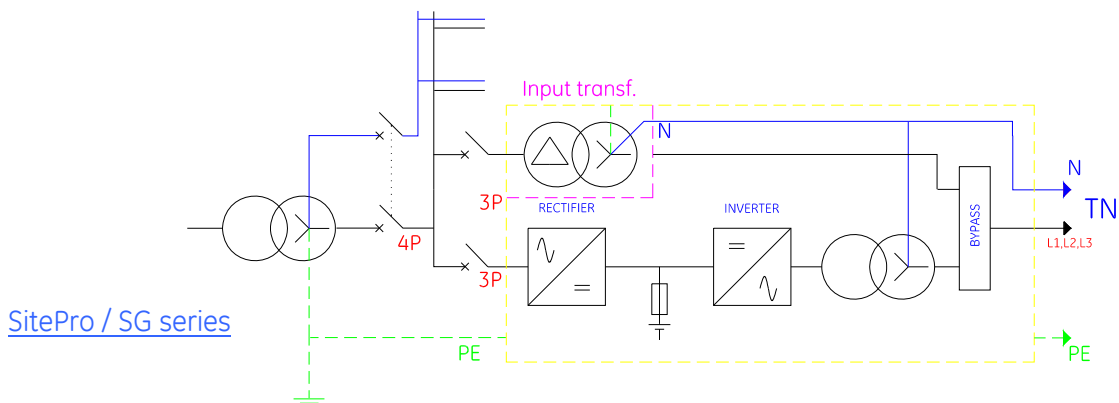 Input transf.
N
3P
RECTIFIER
INVERTER
BYPASS
N
TN
L1,L2,L3
4P
3P
SitePro / SG series
PE
PE